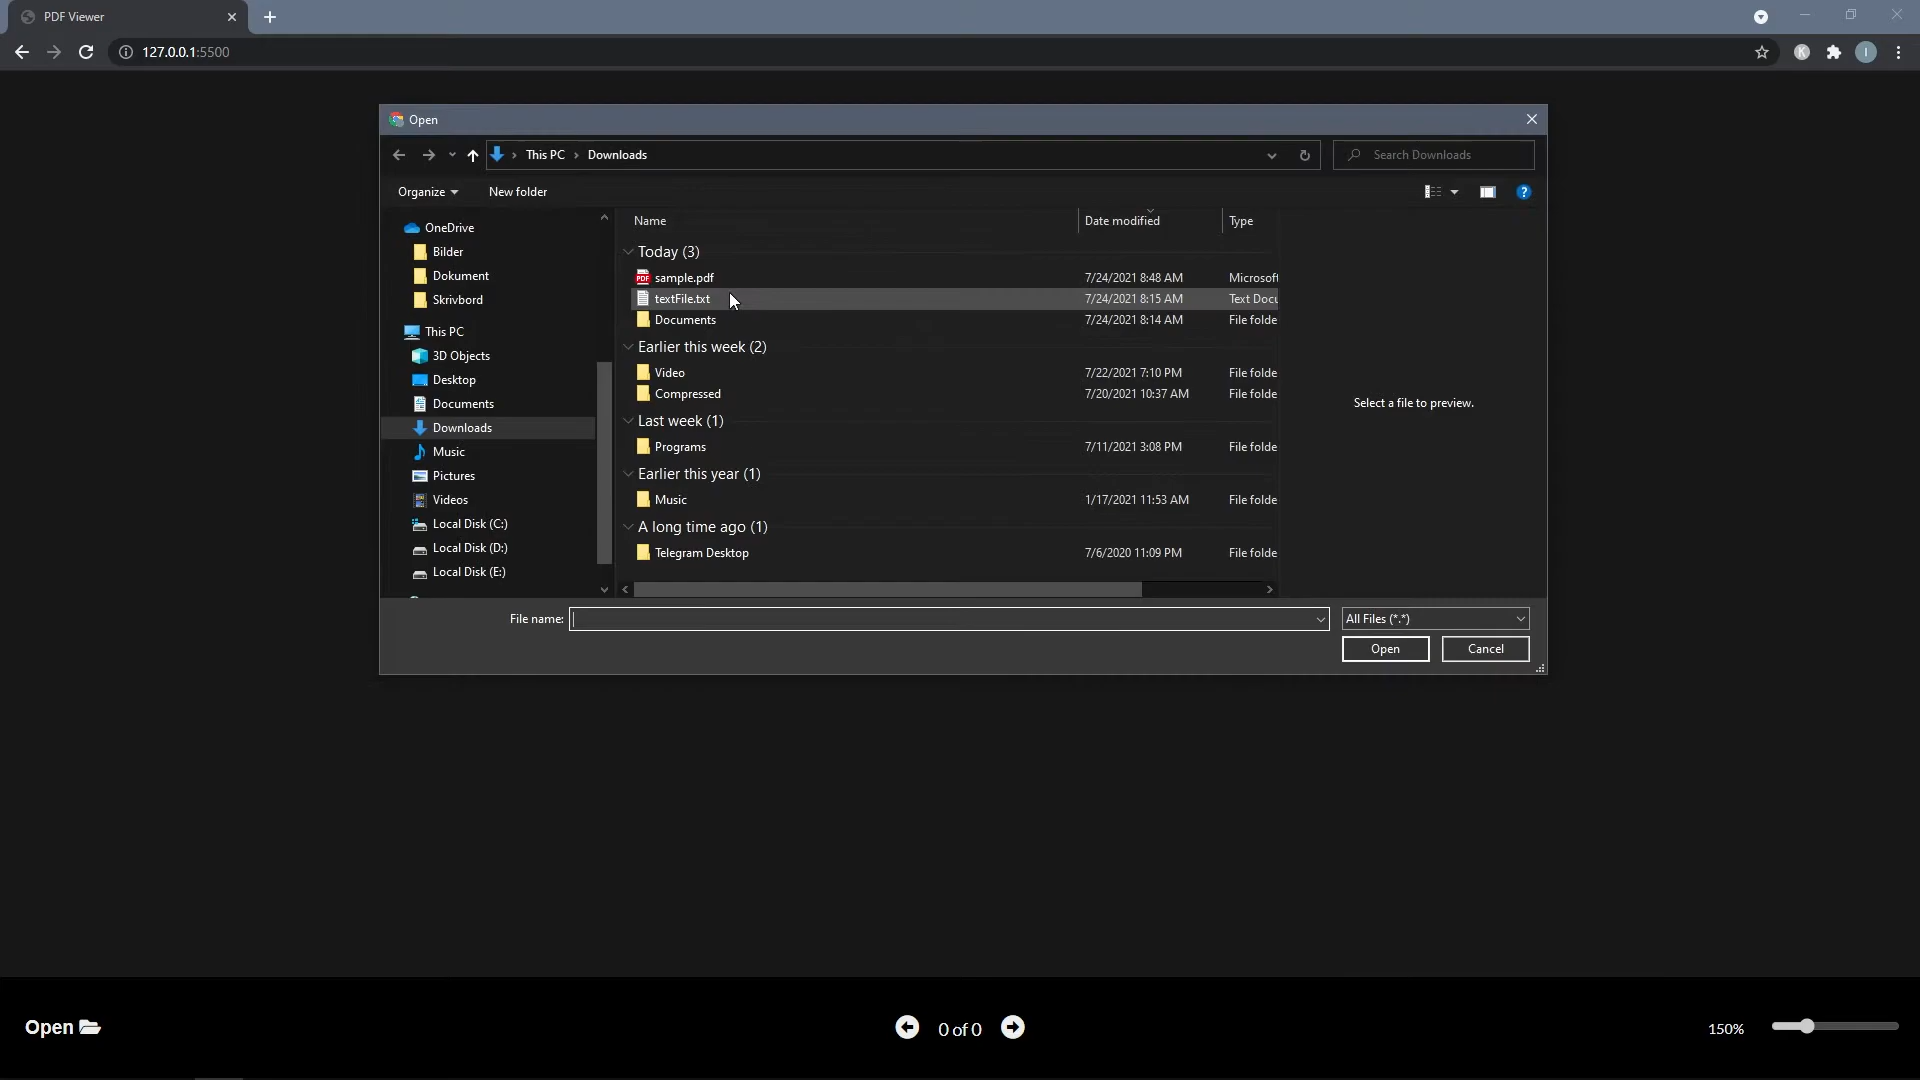 PDF Viewer
127.0.0.1:5500
K
I
Open
This PC > Downloads
Search Downloads
Organize
New folder
?
OneDrive
Bilder
Dokument
Skrivbord
This PC
3D Objects
Desktop
Documents
Downloads
Music
Pictures
Videos
Local Disk (C:)
Local Disk (D:)
Local Disk (E:)
Name Date modified Type
Today (3)
PDF sample.pdf 7/24/2021 8:48 AM Microsoft
textFile.txt 7/24/2021 8:15 AM Text Docu
Documents 7/24/2021 8:14 AM File folde
Earlier this week (2)
Video 7/22/2021 7:10 PM File folde
Compressed 7/20/2021 10:37 AM File folde
Last week (1)
Programs 7/11/2021 3:08 PM File folde
Earlier this year (1)
Music 1/17/2021 11:53 AM File folde
A long time ago (1)
Telegram Desktop 7/6/2020 11:09 PM File folde
Select a file to preview.
File name:
All Files (*.*)
Open
Cancel
Open
0 of 0
150%